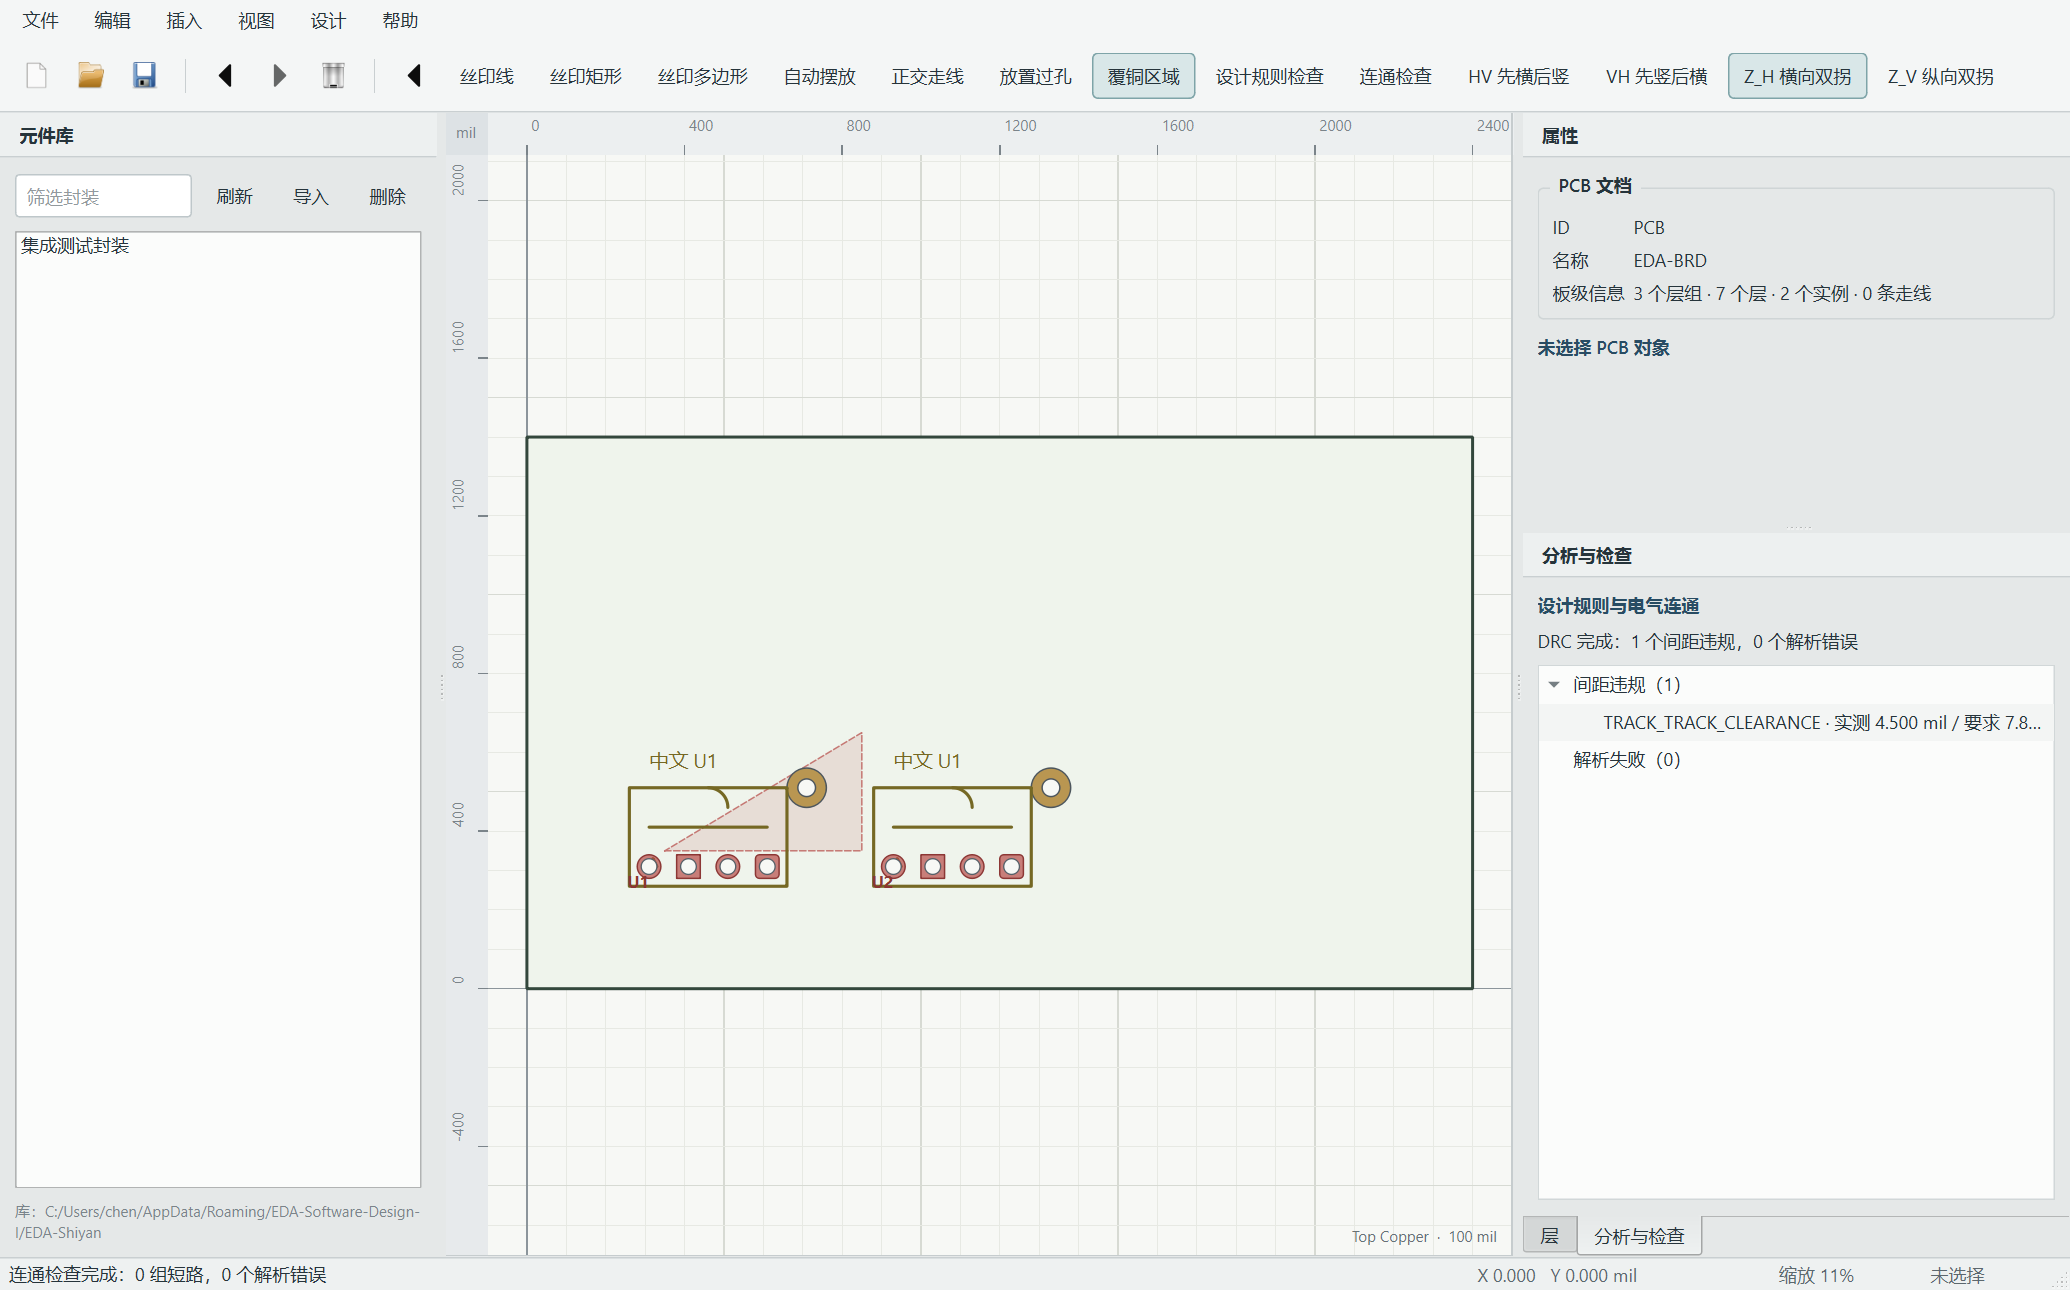 文件 编辑 插入 视图 设计 帮助
丝印线 丝印矩形 丝印多边形 自动摆放 正交走线 放置过孔 覆铜区域 设计规则检查 连通检查 HV 先横后竖 VH 先竖后横 Z_H 横向双拐 Z_V 纵向双拐
元件库
筛选封装 刷新 导入 删除
集成测试封装
库：C:/Users/chen/AppData/Roaming/EDA-Software-Design-
I/EDA-Shiyan
mil 0 400 800 1200 1600 2000 2400
2000
1600
1200
800
400
0
-400
中文 U1 中文 U1
U1 U2
Top Copper · 100 mil
属性
PCB 文档
ID PCB
名称 EDA-BRD
板级信息 3 个层组 · 7 个层 · 2 个实例 · 0 条走线
未选择 PCB 对象
分析与检查
设计规则与电气连通
DRC 完成：1 个间距违规，0 个解析错误
间距违规（1）
TRACK_TRACK_CLEARANCE · 实测 4.500 mil / 要求 7.8...
解析失败（0）
层 分析与检查
连通检查完成：0 组短路，0 个解析错误 X 0.000 Y 0.000 mil 缩放 11% 未选择